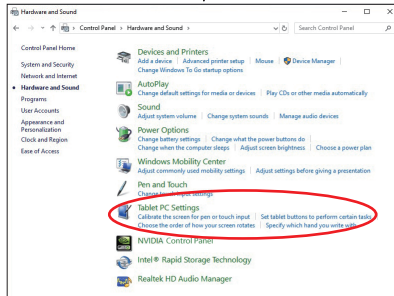 Hardware and Sound
Control Panel > Hardware and Sound >
Search Control Panel
Control Panel Home
System and Security
Network and Internet
Hardware and Sound
Programs
User Accounts
Appearance and
Personalization
Clock and Region
Ease of Access
Devices and Printers
Add a device | Advanced printer setup | Mouse | Device Manager |
Change Windows To Go startup options
AutoPlay
Change default settings for media or devices | Play CDs or other media automatically
Sound
Adjust system volume | Change system sounds | Manage audio devices
Power Options
Change battery settings | Change what the power buttons do |
Change when the computer sleeps | Adjust screen brightness | Choose a power plan
Windows Mobility Center
Adjust commonly used mobility settings | Adjust settings before giving a presentation
Pen and Touch
Change touch input settings
Tablet PC Settings
Calibrate the screen for pen or touch input | Set tablet buttons to perform certain tasks
Choose the order of how your screen rotates | Specify which hand you write with
NVIDIA Control Panel
Intel® Rapid Storage Technology
Realtek HD Audio Manager